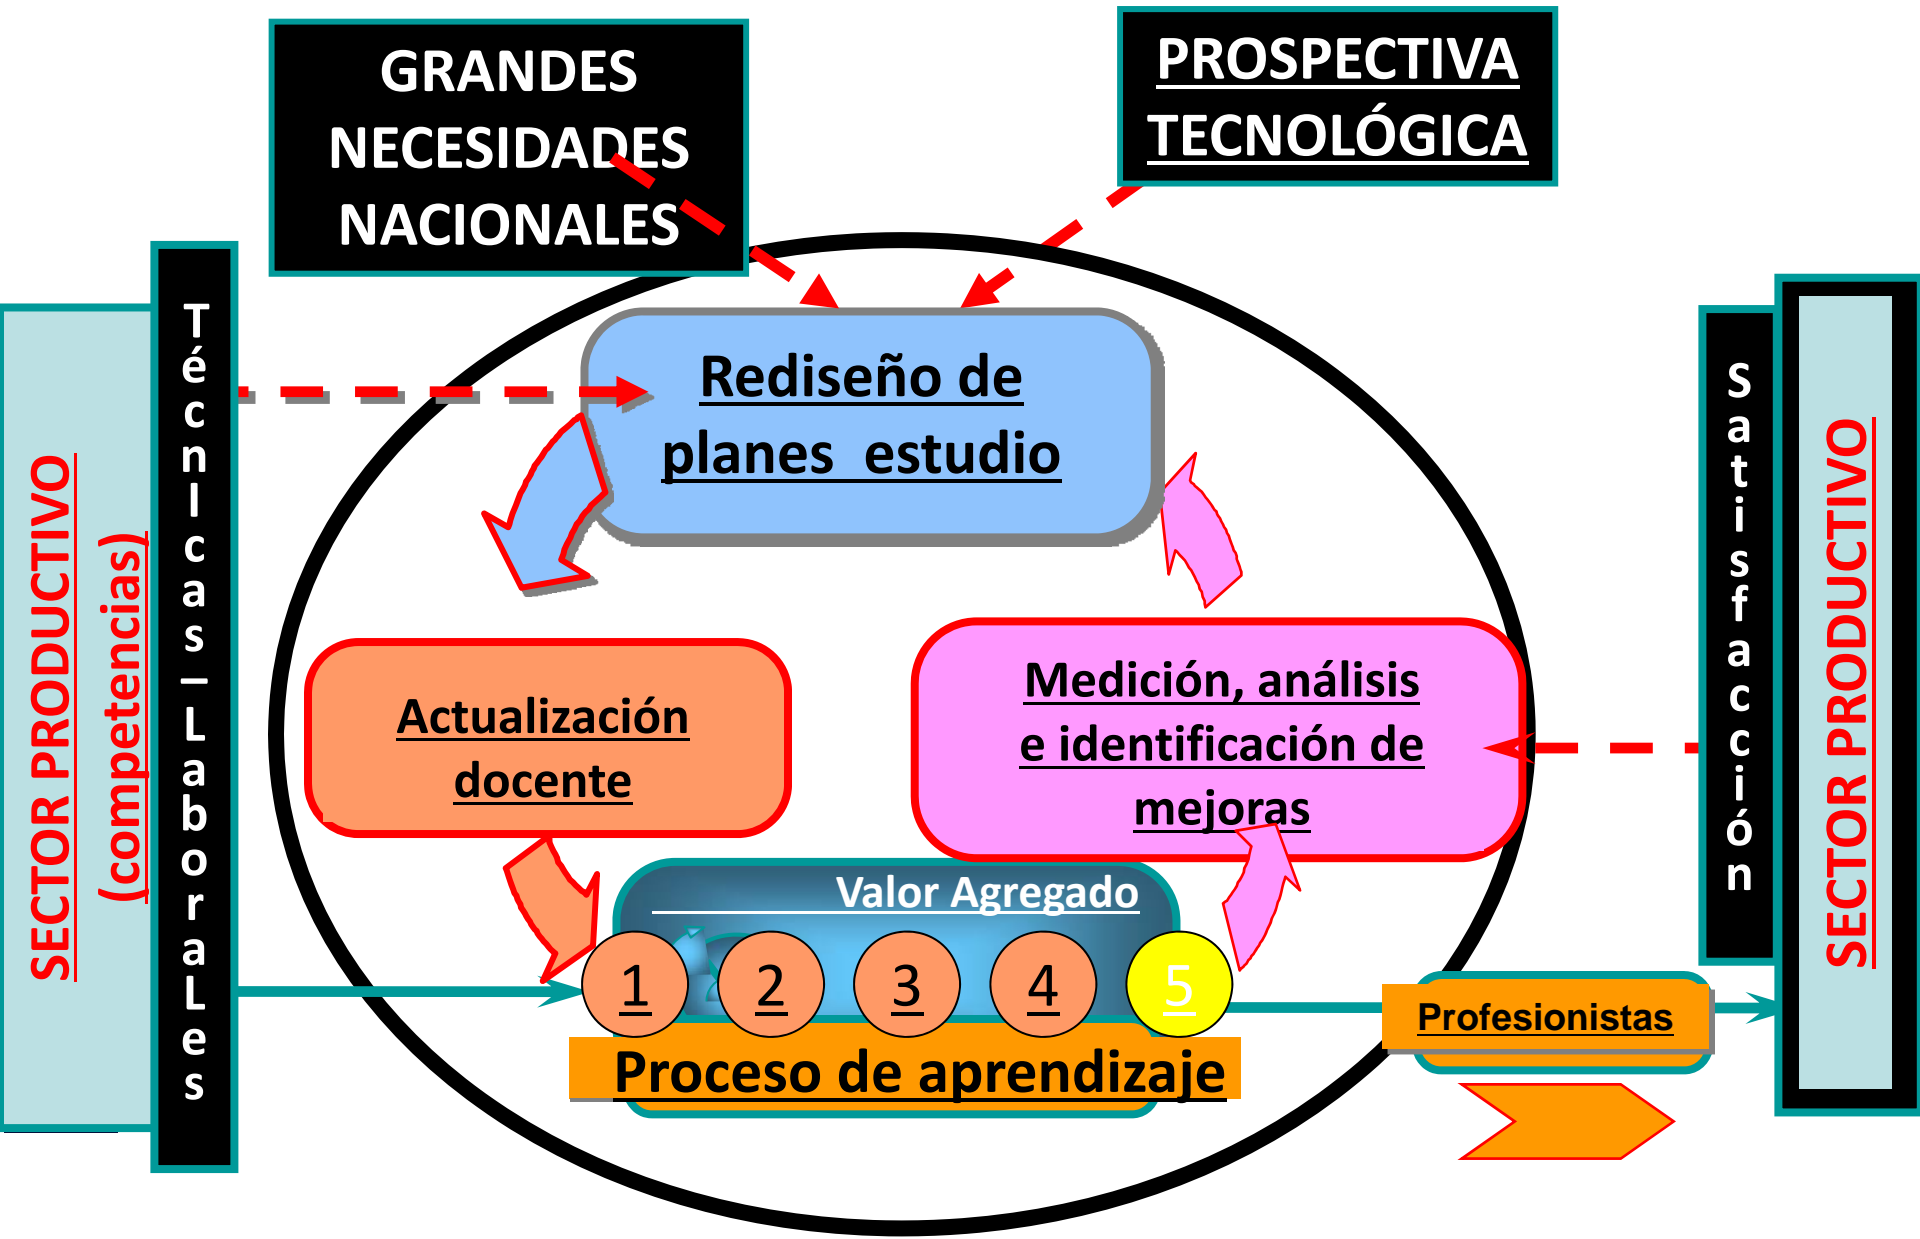 GRANDES
NECESIDADES
NACIONALES
PROSPECTIVA
TECNOLÓGICA
SECTOR PRODUCTIVO
(competencias)
TécnIcas–LaboraLes
Rediseño de
planes estudio
Actualización
docente
Medición, análisis
e identificación de
mejoras
Valor Agregado
1 2 3 4 5
Proceso de aprendizaje
Profesionistas
Satisfacción
SECTOR PRODUCTIVO